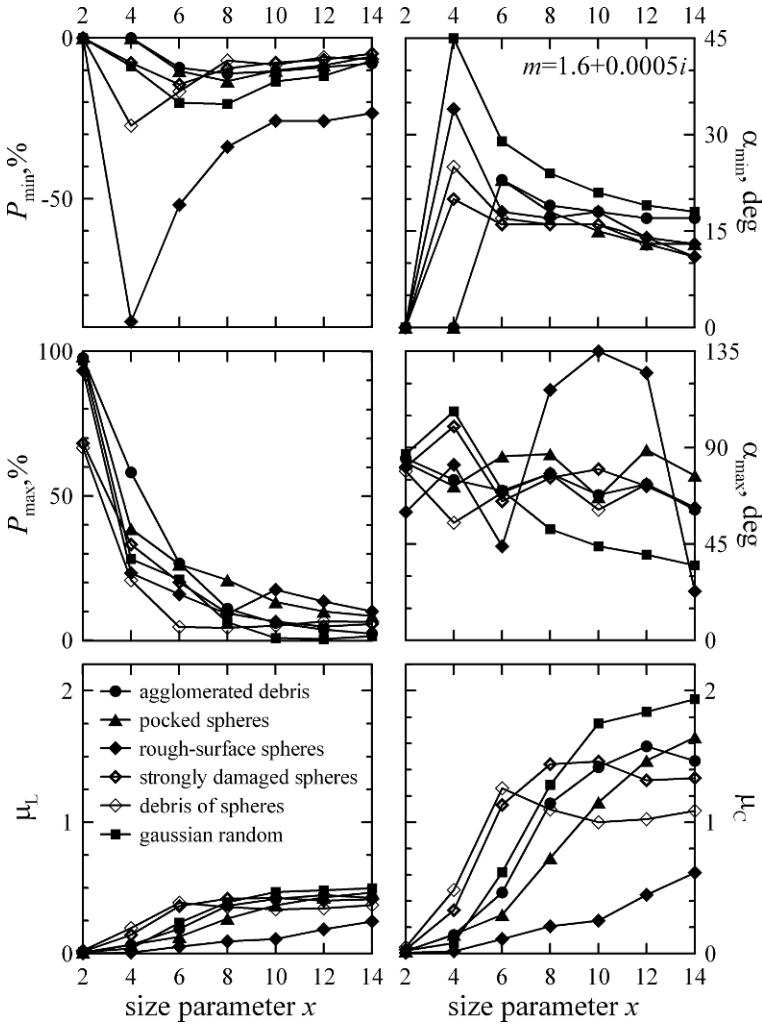 2 4 6 8 10 12 14 2 4 6 8 10 12 14
0
-50
P_min,%
m=1.6+0.0005i
45
30
15
0
α_min, deg
100
50
0
P_max,%
135
90
45
0
α_max, deg
2
1
0
μ_L
agglomerated debris
pocked spheres
rough-surface spheres
strongly damaged spheres
debris of spheres
gaussian random
2
1
0
μ_C
2 4 6 8 10 12 14 2 4 6 8 10 12 14
size parameter x size parameter x